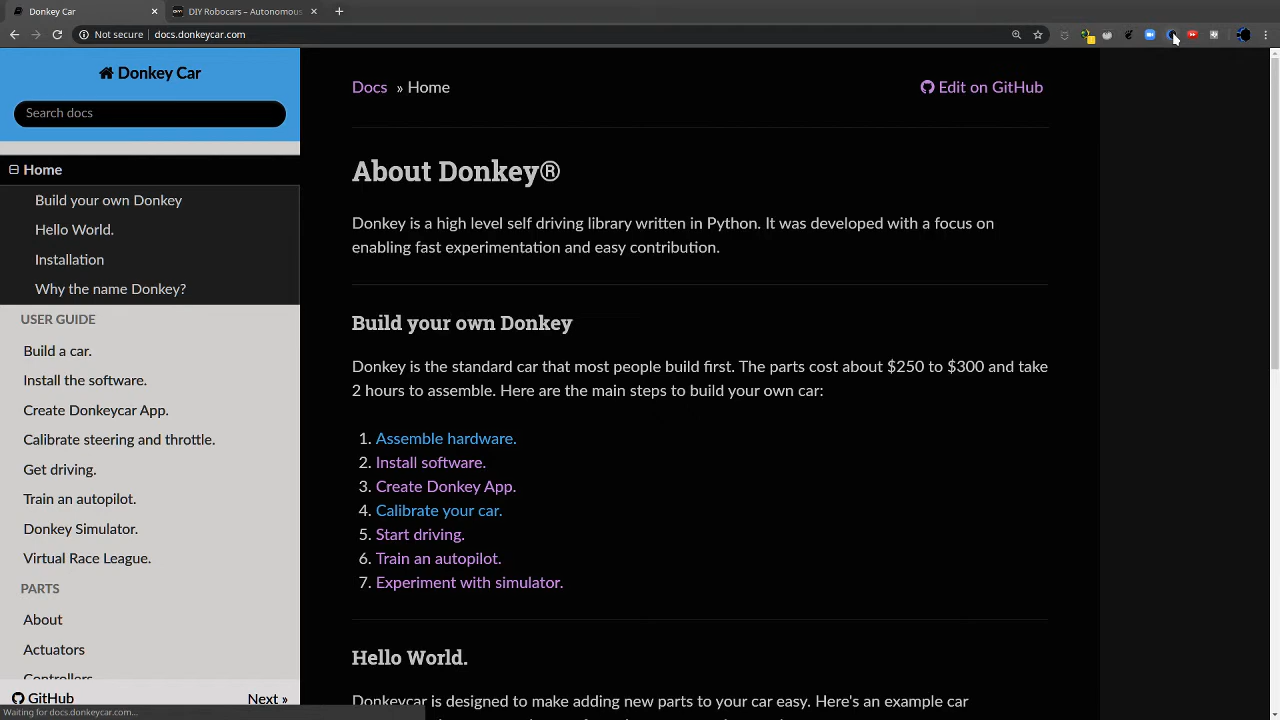 Donkey Car
DIY Robocars – Autonomous
Not secure
docs.donkeycar.com
Donkey Car
Search docs
Home
Build your own Donkey
Hello World.
Installation
Why the name Donkey?
USER GUIDE
Build a car.
Install the software.
Create Donkeycar App.
Calibrate steering and throttle.
Get driving.
Train an autopilot.
Donkey Simulator.
Virtual Race League.
PARTS
About
Actuators
Controllers
GitHub
Next »
Waiting for docs.donkeycar.com...
Docs » Home
Edit on GitHub
About Donkey®
Donkey is a high level self driving library written in Python. It was developed with a focus on
enabling fast experimentation and easy contribution.
Build your own Donkey
Donkey is the standard car that most people build first. The parts cost about $250 to $300 and take
2 hours to assemble. Here are the main steps to build your own car:
1. Assemble hardware.
2. Install software.
3. Create Donkey App.
4. Calibrate your car.
5. Start driving.
6. Train an autopilot.
7. Experiment with simulator.
Hello World.
Donkeycar is designed to make adding new parts to your car easy. Here's an example car